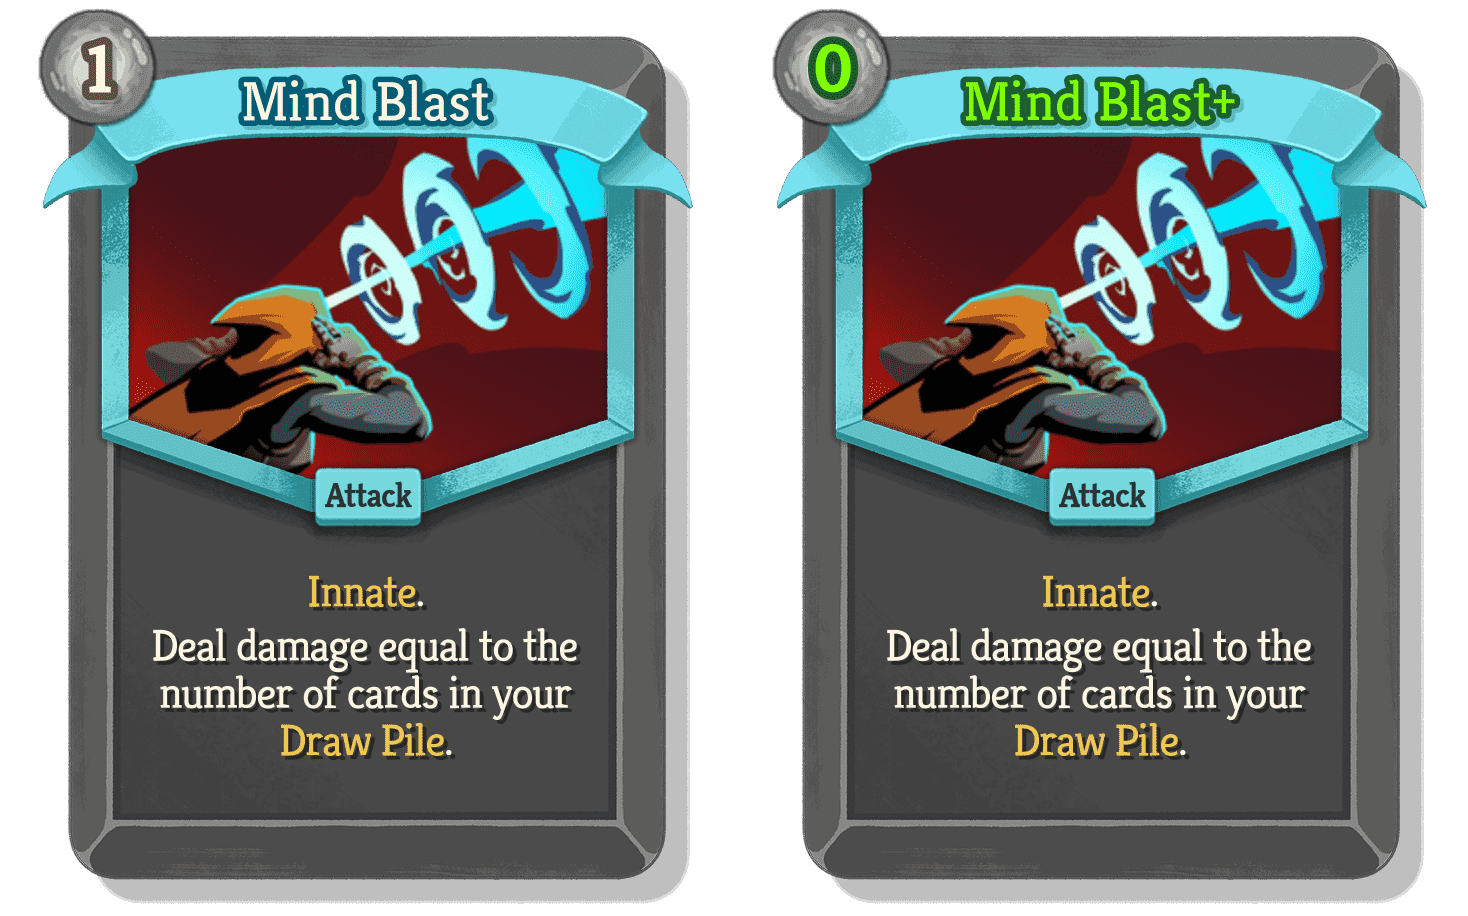 1
Mind Blast
Attack
Innate.
Deal damage equal to the
number of cards in your
Draw Pile.
0
Mind Blast+
Attack
Innate.
Deal damage equal to the
number of cards in your
Draw Pile.